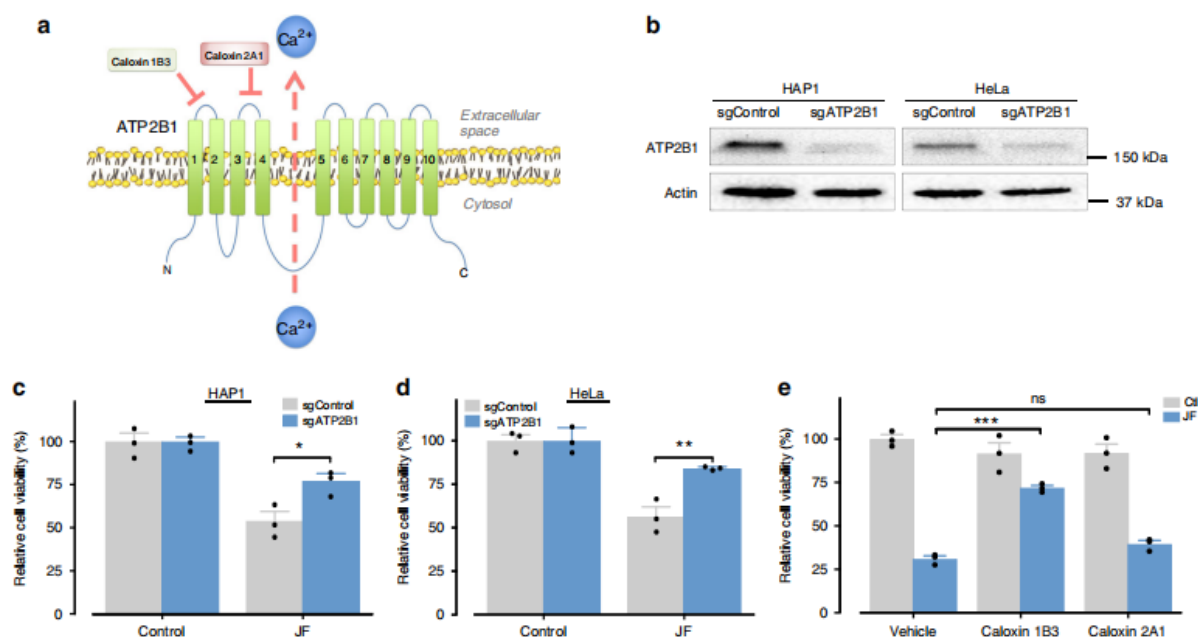 a
Ca2+
Caloxin 1B3
Caloxin 2A1
ATP2B1
Extracellular
space
1 2 3 4 5 6 7 8 9 10
Cytosol
N
C
Ca2+
b
HAP1 HeLa
sgControl sgATP2B1 sgControl sgATP2B1
ATP2B1
150 kDa
Actin
37 kDa
c
HAP1
sgControl
sgATP2B1
Relative cell viability (%)
100
75
50
25
0
*
Control JF
d
HeLa
sgControl
sgATP2B1
Relative cell viability (%)
100
75
50
25
0
**
Control JF
e
Ctl
JF
ns
***
Relative cell viability (%)
100
75
50
25
0
Vehicle Caloxin 1B3 Caloxin 2A1